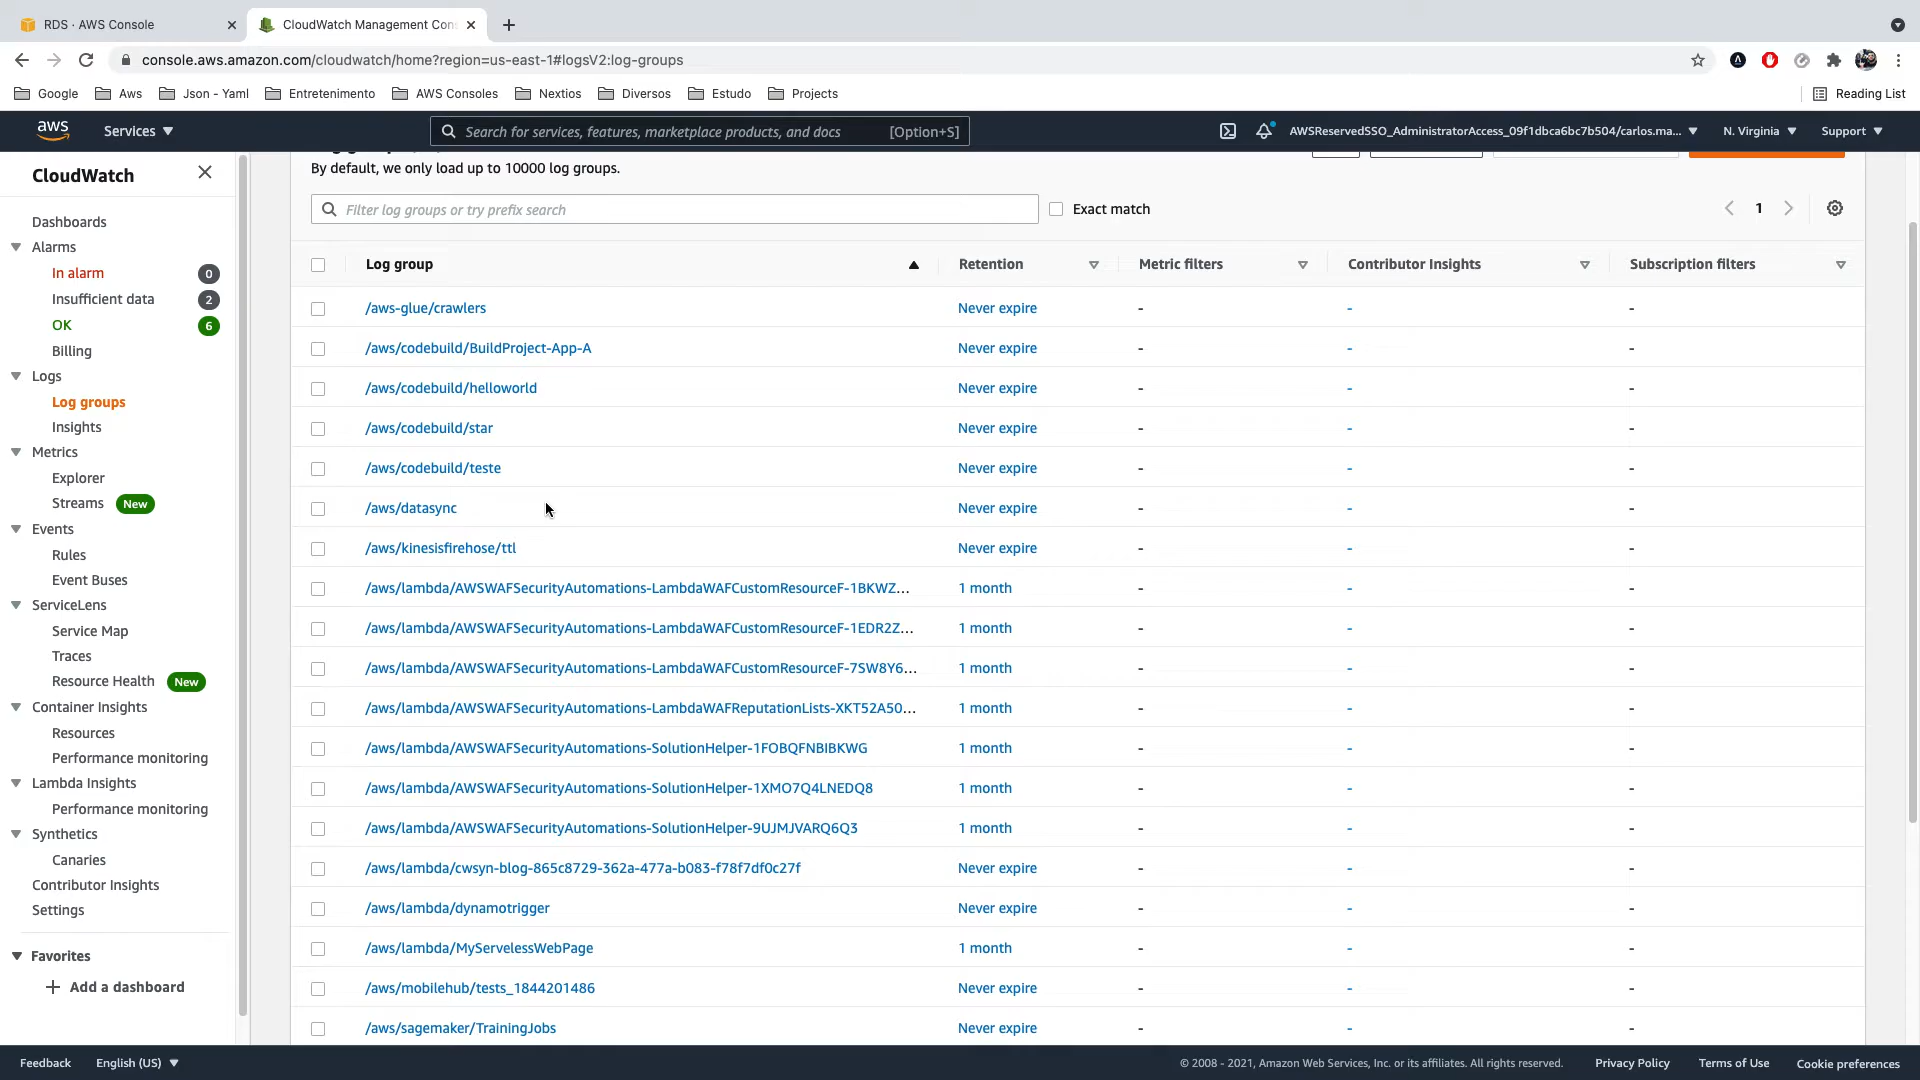 RDS · AWS Console
CloudWatch Management Con
console.aws.amazon.com/cloudwatch/home?region=us-east-1#logsV2:log-groups
Google Aws Json - Yaml Entretenimento AWS Consoles Nextios Diversos Estudo Projects Reading List
aws Services Search for services, features, marketplace products, and docs [Option+S] AWSReservedSSO_AdministratorAccess_09f1dbca6bc7b504/carlos.ma... N. Virginia Support
CloudWatch
Dashboards
Alarms
In alarm 0
Insufficient data 2
OK 6
Billing
Logs
Log groups
Insights
Metrics
Explorer
Streams New
Events
Rules
Event Buses
ServiceLens
Service Map
Traces
Resource Health New
Container Insights
Resources
Performance monitoring
Lambda Insights
Performance monitoring
Synthetics
Canaries
Contributor Insights
Settings
Favorites
Add a dashboard
By default, we only load up to 10000 log groups.
Filter log groups or try prefix search Exact match 1
Log group Retention Metric filters Contributor Insights Subscription filters
/aws-glue/crawlers Never expire - - -
/aws/codebuild/BuildProject-App-A Never expire - - -
/aws/codebuild/helloworld Never expire - - -
/aws/codebuild/star Never expire - - -
/aws/codebuild/teste Never expire - - -
/aws/datasync Never expire - - -
/aws/kinesisfirehose/ttl Never expire - - -
/aws/lambda/AWSWAFSecurityAutomations-LambdaWAFCustomResourceF-1BKWZ... 1 month - - -
/aws/lambda/AWSWAFSecurityAutomations-LambdaWAFCustomResourceF-1EDR2Z... 1 month - - -
/aws/lambda/AWSWAFSecurityAutomations-LambdaWAFCustomResourceF-7SW8Y6... 1 month - - -
/aws/lambda/AWSWAFSecurityAutomations-LambdaWAFReputationLists-XKT52A50... 1 month - - -
/aws/lambda/AWSWAFSecurityAutomations-SolutionHelper-1FOBQFNBIBKWG 1 month - - -
/aws/lambda/AWSWAFSecurityAutomations-SolutionHelper-1XMO7Q4LNEDQ8 1 month - - -
/aws/lambda/AWSWAFSecurityAutomations-SolutionHelper-9UJMJVARQ6Q3 1 month - - -
/aws/lambda/cwsyn-blog-865c8729-362a-477a-b083-f78f7df0c27f Never expire - - -
/aws/lambda/dynamotrigger Never expire - - -
/aws/lambda/MyServelessWebPage 1 month - - -
/aws/mobilehub/tests_1844201486 Never expire - - -
/aws/sagemaker/TrainingJobs Never expire - - -
Feedback English (US) © 2008 - 2021, Amazon Web Services, Inc. or its affiliates. All rights reserved. Privacy Policy Terms of Use Cookie preferences